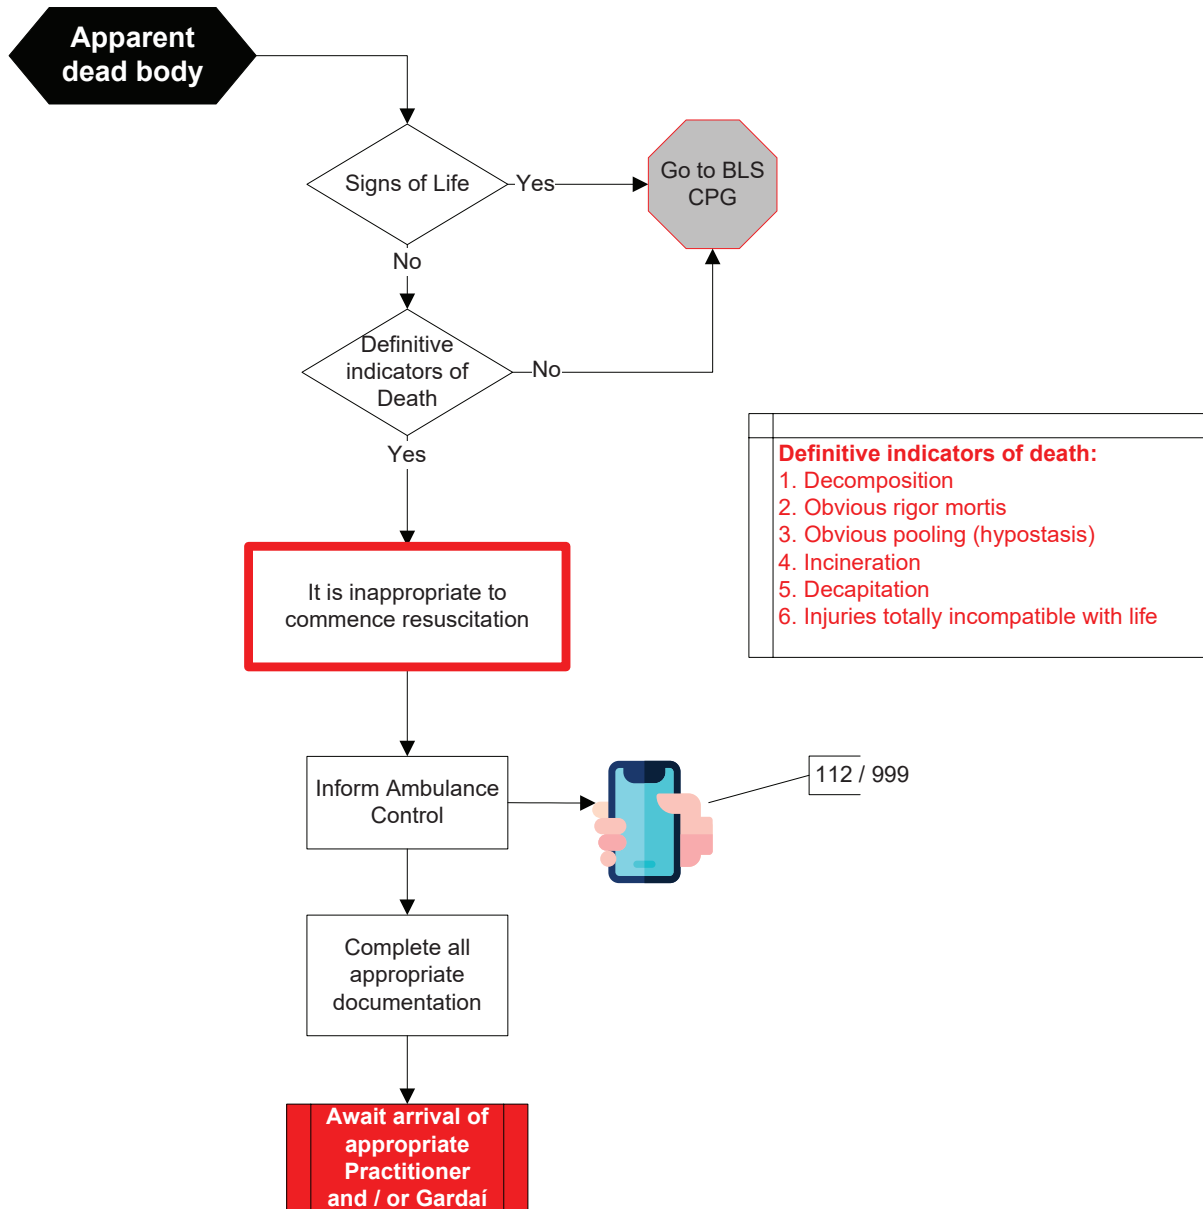 Apparent
dead body
Signs of Life
Yes
Go to BLS
CPG
No
Definitive
indicators of
Death
No
Yes
Definitive indicators of death:
1. Decomposition
2. Obvious rigor mortis
3. Obvious pooling (hypostasis)
4. Incineration
5. Decapitation
6. Injuries totally incompatible with life
It is inappropriate to
commence resuscitation
Inform Ambulance
Control
112 / 999
Complete all
appropriate
documentation
Await arrival of
appropriate
Practitioner
and / or Gardaí